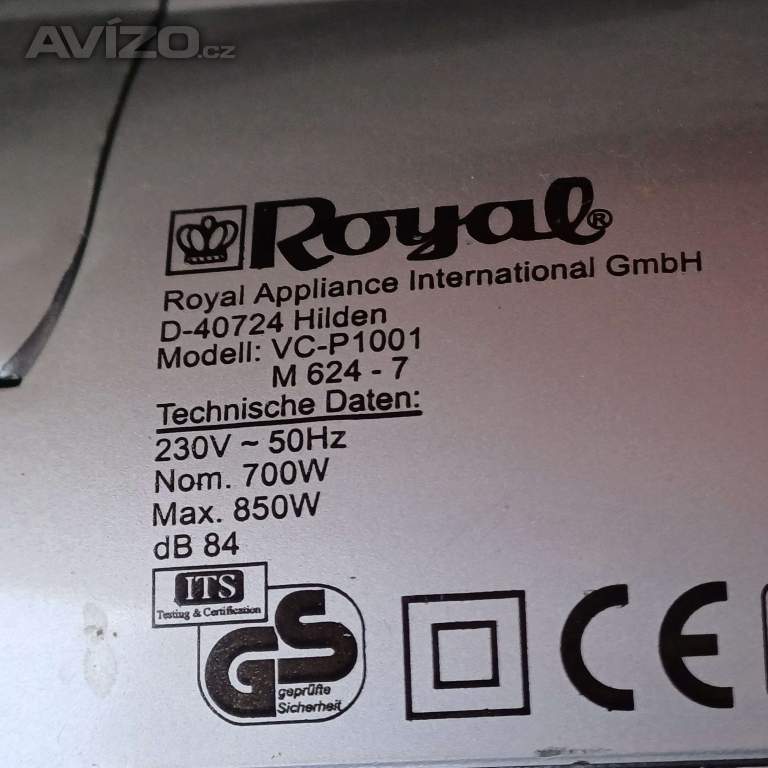 AVÍZO.cz
Royal®
Royal Appliance International GmbH
D-40724 Hilden
Modell: VC-P1001
M 624 - 7
Technische Daten:
230V ~ 50Hz
Nom. 700W
Max. 850W
dB 84
ITS
Testing & Certification
GS
geprüfte
Sicherheit
CE